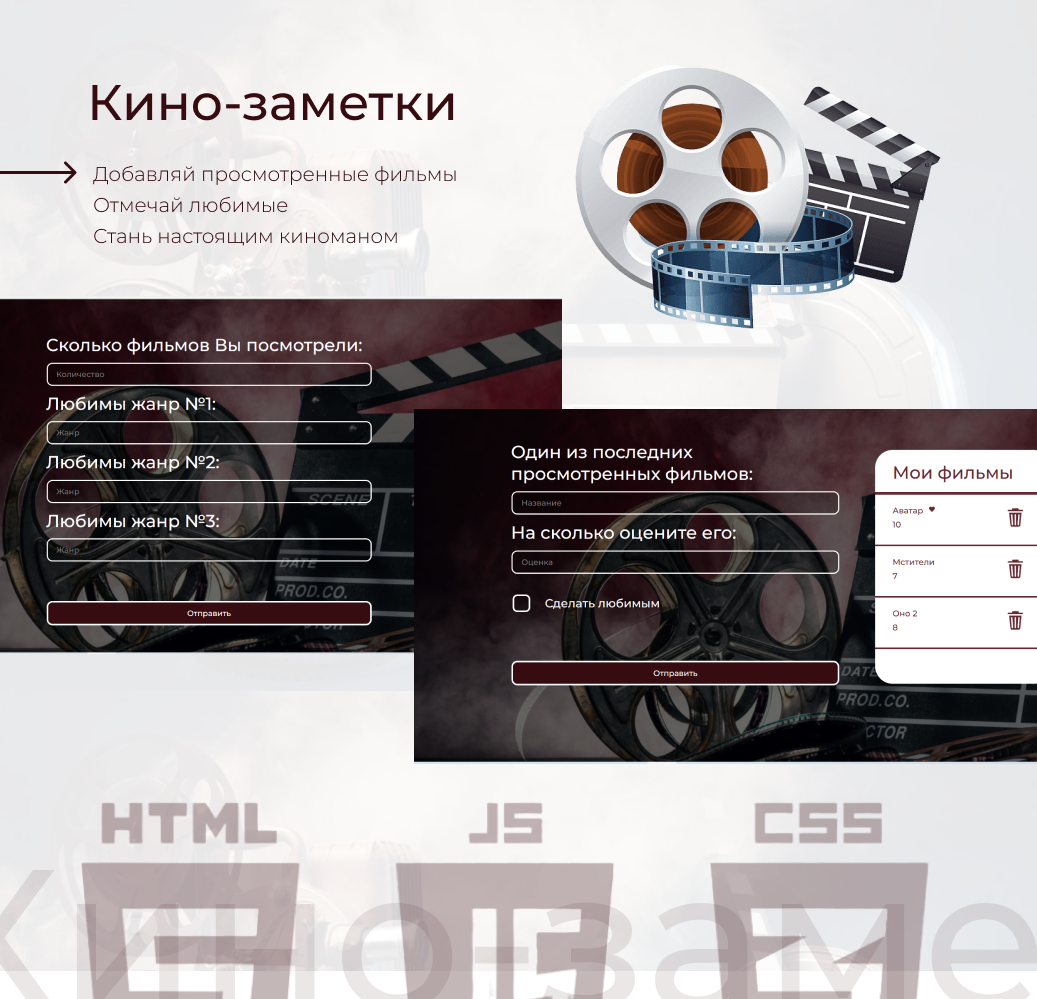 Кино-заметки
Добавляй просмотренные фильмы
Отмечай любимые
Стань настоящим киноманом
Сколько фильмов Вы посмотрели:
Количество
Любимы жанр №1:
Жанр
Любимы жанр №2:
Жанр
Любимы жанр №3:
Жанр
Отправить
SCENE
DATE
PROD.CO.
Один из последних
просмотренных фильмов:
Название
На сколько оцените его:
Оценка
Сделать любимым
Отправить
Мои фильмы
Аватар
10
Мстители
7
Оно 2
8
DATE
PROD.CO.
CTOR
HTML
JS
CSS
Кино-заме